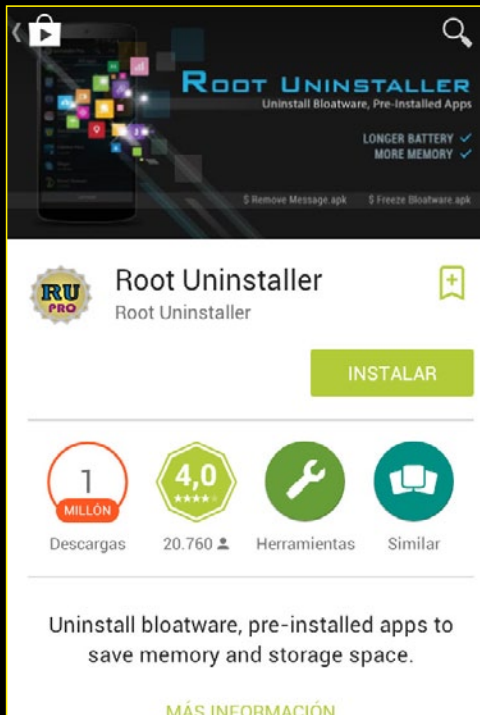 ROOT UNINSTALLER
Uninstall Bloatware, Pre-Installed Apps
LONGER BATTERY ✓
MORE MEMORY ✓
$ Remove Message.apk $ Freeze Bloatware.apk
RU
PRO
Root Uninstaller
Root Uninstaller
INSTALAR
1
MILLÓN
4,0
Descargas 20.760 Herramientas Similar
Uninstall bloatware, pre-installed apps to
save memory and storage space.
MÁS INFORMACIÓN